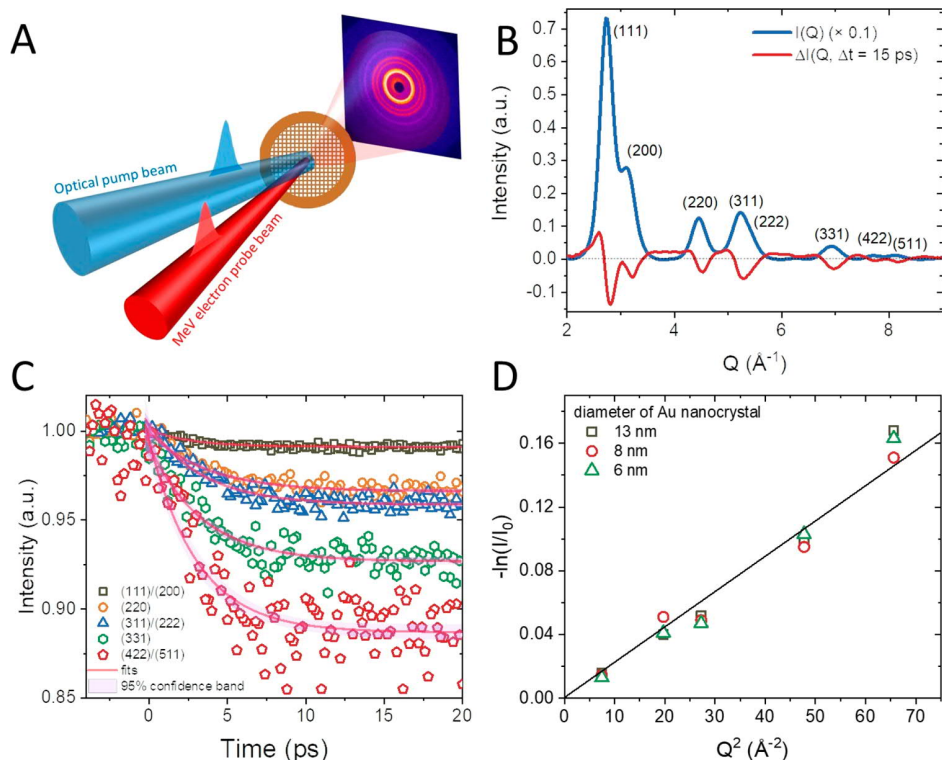 A
Optical pump beam
MeV electron probe beam
B
I(Q) (× 0.1)
ΔI(Q, Δt = 15 ps)
(111)
(200)
(220)
(311)
(222)
(331)
(422)
(511)
0.7
0.6
0.5
0.4
0.3
0.2
0.1
0.0
-0.1
Intensity (a.u.)
2
4
6
8
Q (Å⁻¹)
C
1.00
0.95
0.90
0.85
Intensity (a.u.)
(111)/(200)
(220)
(311)/(222)
(331)
(422)/(511)
fits
95% confidence band
0
5
10
15
20
Time (ps)
D
diameter of Au nanocrystal
13 nm
8 nm
6 nm
0.16
0.12
0.08
0.04
0.00
-ln(I/I₀)
0
10
20
30
40
50
60
70
Q² (Å⁻²)